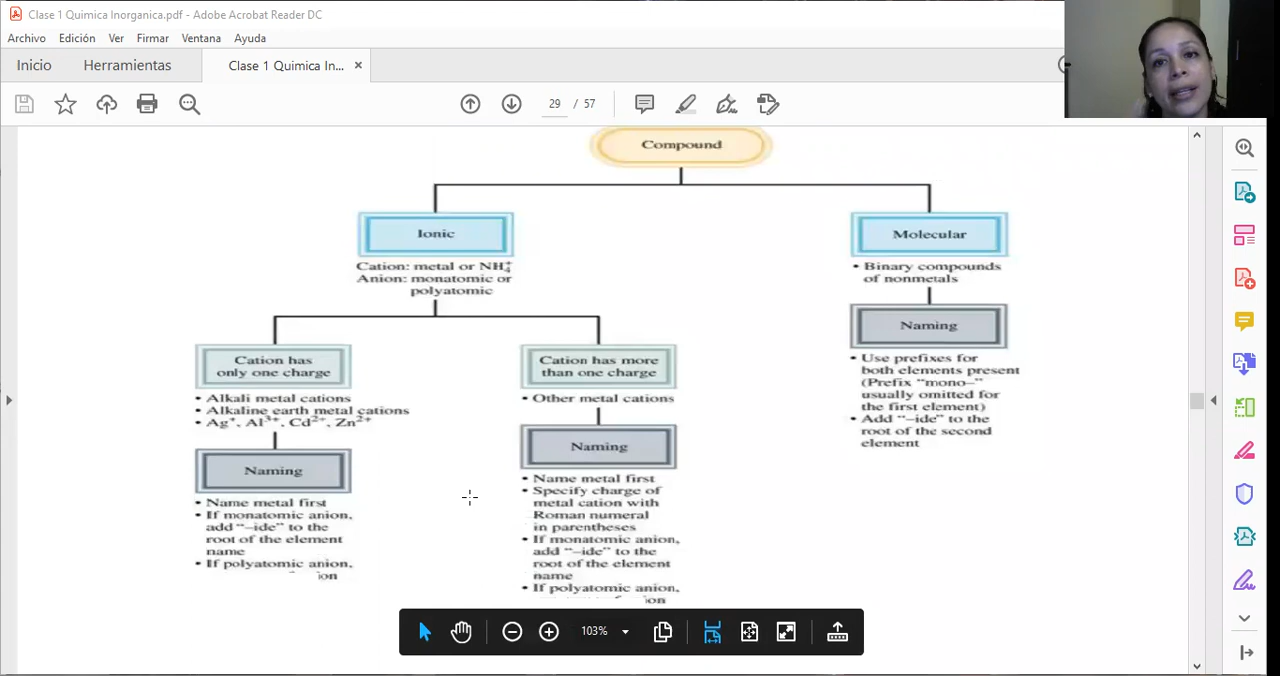 Clase 1 Quimica Inorganica.pdf - Adobe Acrobat Reader DC
Archivo Edición Ver Firmar Ventana Ayuda
Inicio Herramientas Clase 1 Quimica In... ×
29 / 57
Compound
Ionic
Cation: metal or NH₄⁺
Anion: monatomic or
polyatomic
Cation has
only one charge
• Alkali metal cations
• Alkaline earth metal cations
• Ag⁺, Al³⁺, Cd²⁺, Zn²⁺
Naming
• Name metal first
• If monatomic anion,
add “–ide” to the
root of the element
name
• If polyatomic anion,
ion
Cation has more
than one charge
• Other metal cations
Naming
• Name metal first
• Specify charge of
metal cation with
Roman numeral
in parentheses
• If monatomic anion,
add “–ide” to the
root of the element
name
• If polyatomic anion,
ion
Molecular
• Binary compounds
of nonmetals
Naming
• Use prefixes for
both elements present
(Prefix “mono–”
usually omitted for
the first element)
• Add “–ide” to the
root of the second
element
103%